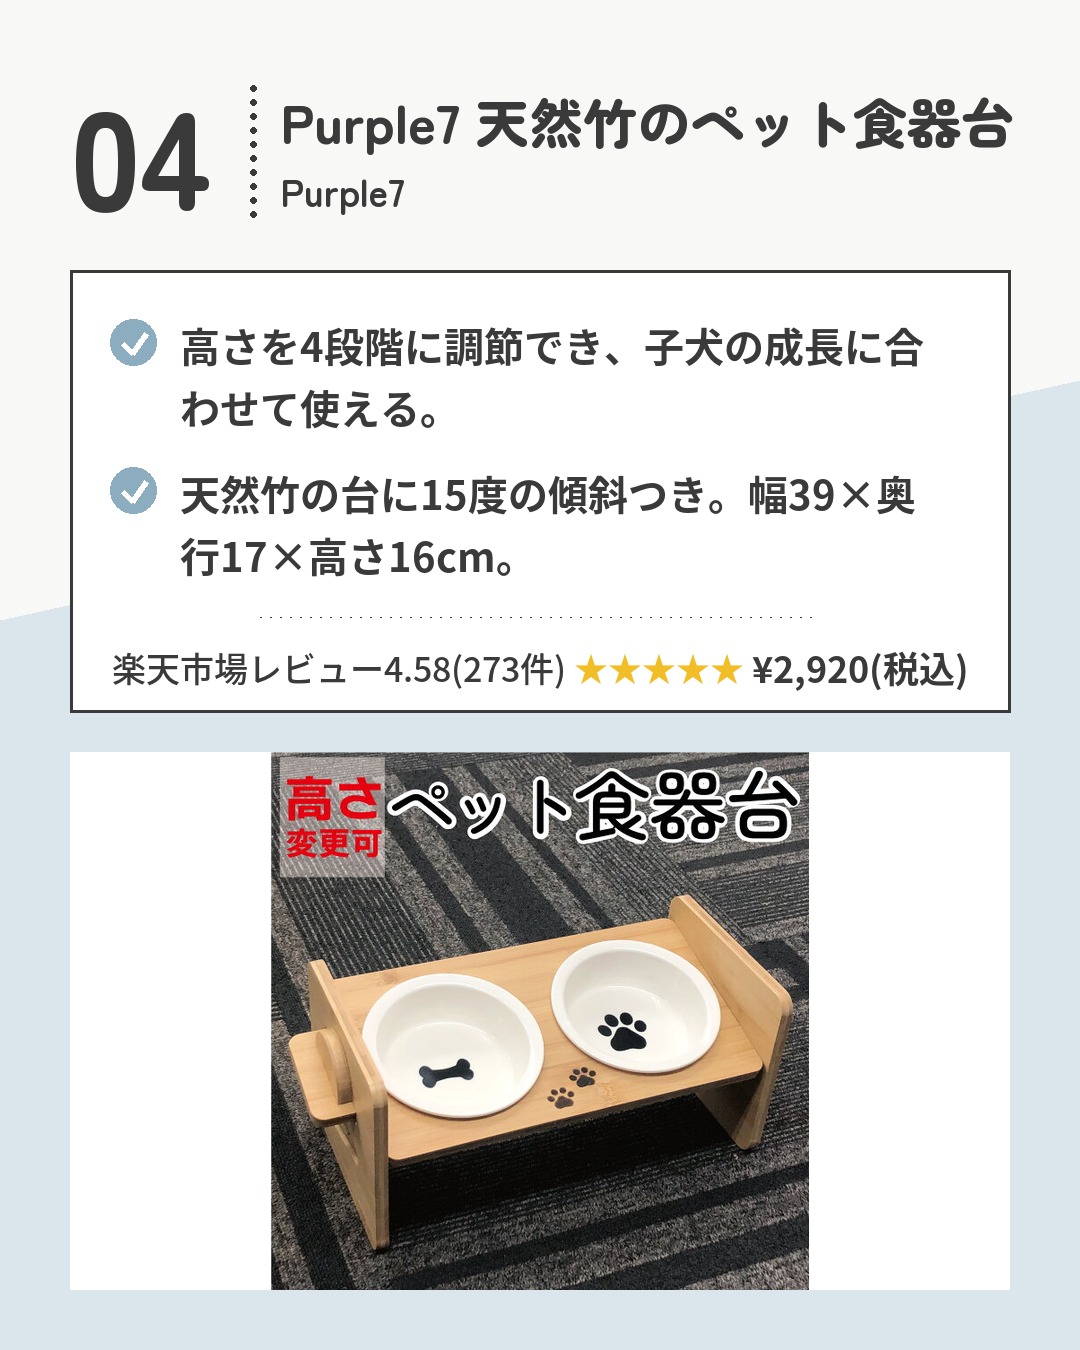 04
Purple7 天然竹のペット食器台
Purple7
高さを4段階に調節でき、子犬の成長に合
わせて使える。
天然竹の台に15度の傾斜つき。幅39×奥
行17×高さ16cm。
楽天市場レビュー4.58(273件) ★★★★★ ¥2,920(税込)
高さ
変更可
ペット食器台